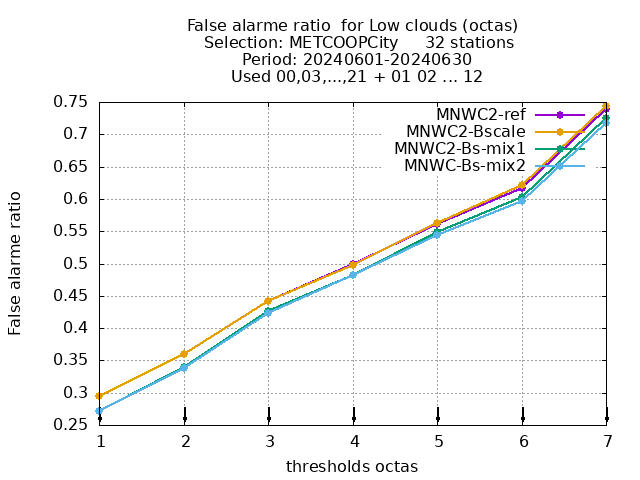 False alarme ratio  for Low clouds (octas)
Selection: METCOOPCity     32 stations
Period: 20240601-20240630
Used 00,03,...,21 + 01 02 ... 12
MNWC2-ref
MNWC2-Bscale
MNWC2-Bs-mix1
MNWC-Bs-mix2
False alarme ratio
0.75
0.7
0.65
0.6
0.55
0.5
0.45
0.4
0.35
0.3
0.25
1 2 3 4 5 6 7
thresholds octas